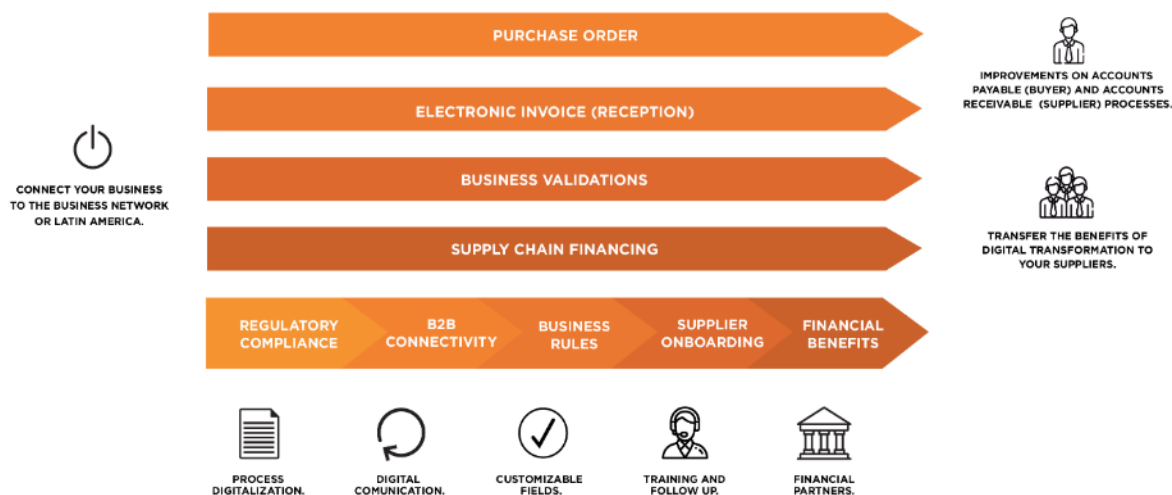 CONNECT YOUR BUSINESS
TO THE BUSINESS NETWORK
OR LATIN AMERICA.
PURCHASE ORDER
ELECTRONIC INVOICE (RECEPTION)
BUSINESS VALIDATIONS
SUPPLY CHAIN FINANCING
REGULATORY
COMPLIANCE
B2B
CONNECTIVITY
BUSINESS
RULES
SUPPLIER
ONBOARDING
FINANCIAL
BENEFITS
PROCESS
DIGITALIZATION.
DIGITAL
COMUNICATION.
CUSTOMIZABLE
FIELDS.
TRAINING AND
FOLLOW UP.
FINANCIAL
PARTNERS.
IMPROVEMENTS ON ACCOUNTS
PAYABLE (BUYER) AND ACCOUNTS
RECEIVABLE (SUPPLIER) PROCESSES.
TRANSFER THE BENEFITS OF
DIGITAL TRANSFORMATION TO
YOUR SUPPLIERS.